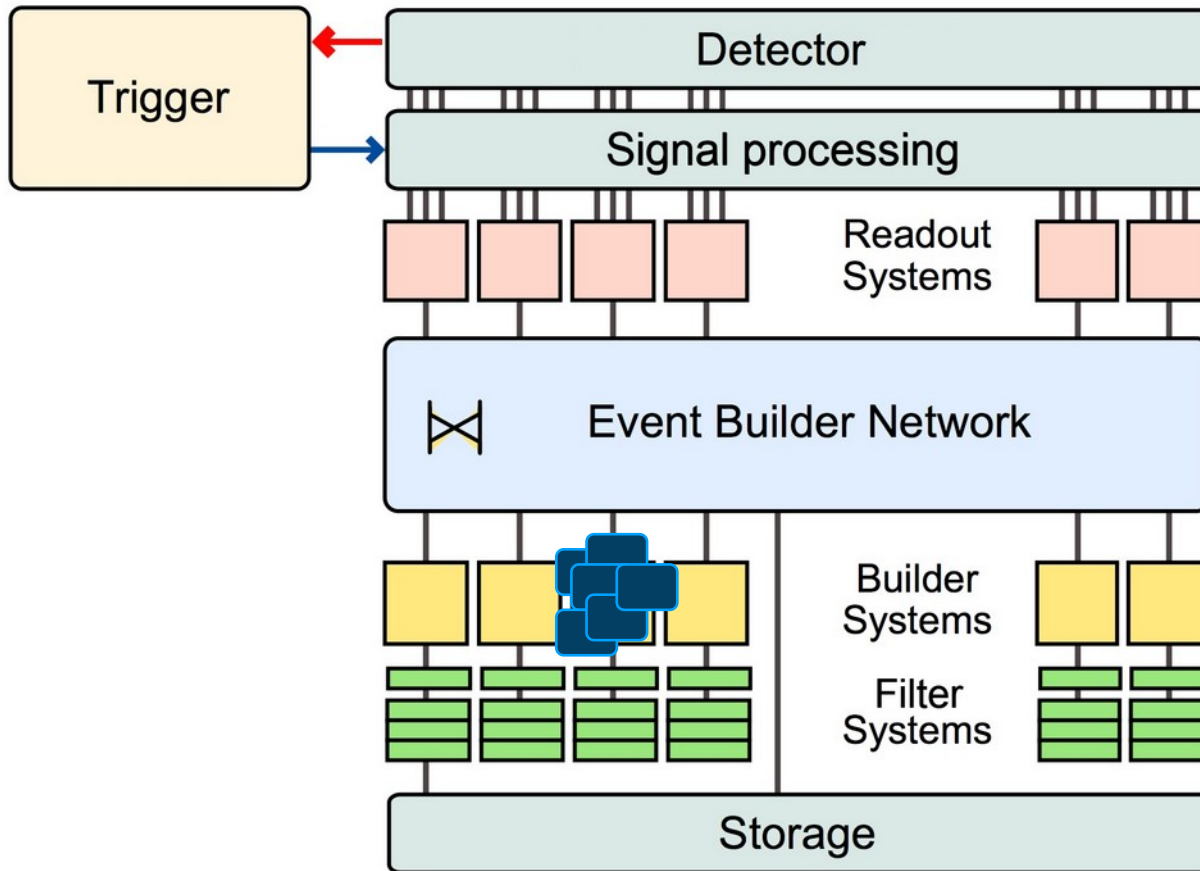 Detector
Trigger
Signal processing
Readout
Systems
Event Builder Network
Builder
Systems
Filter
Systems
Storage